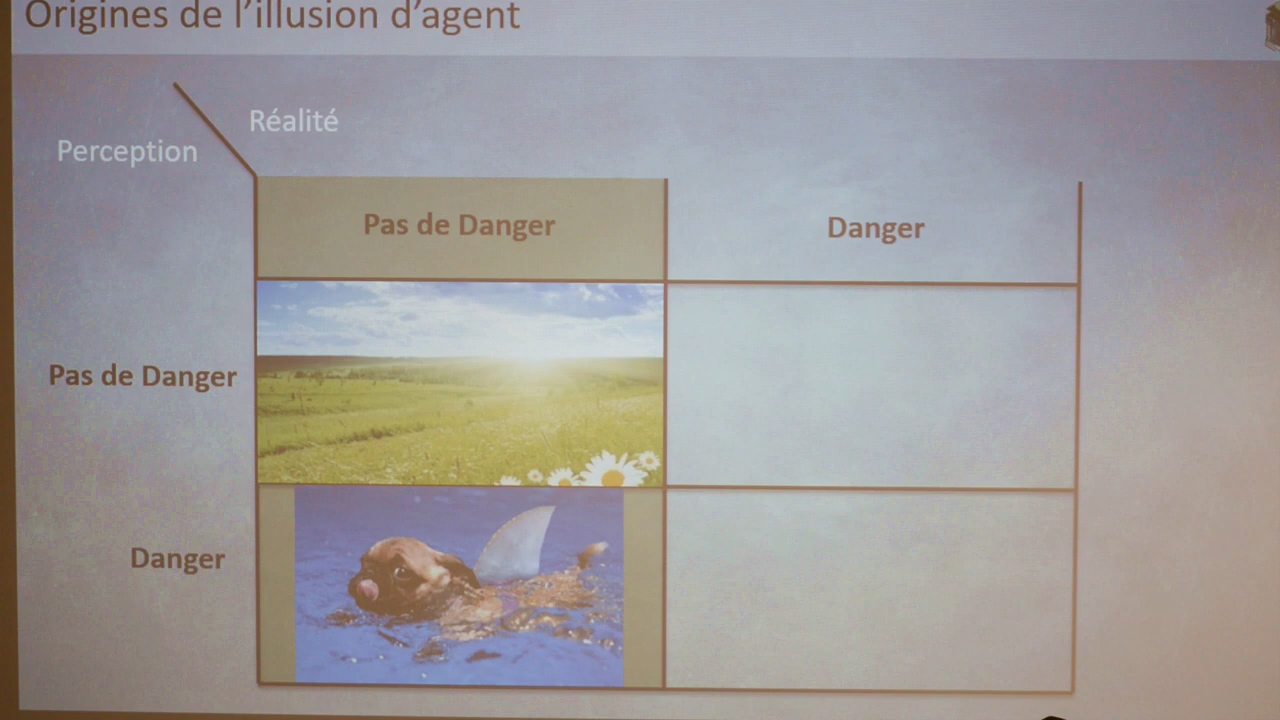 Origines de l’illusion d’agent
Réalité
Perception
Pas de Danger
Danger
Pas de Danger
Danger